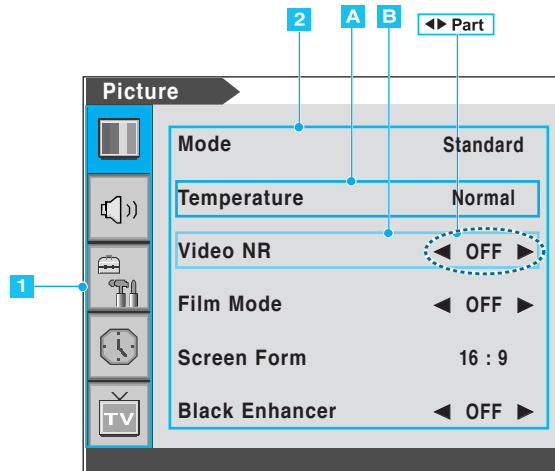 2 A B ◀▶ Part
Picture
Mode Standard
Temperature Normal
Video NR ◀ OFF ▶
1
Film Mode ◀ OFF ▶
Screen Form 16 : 9
Black Enhancer ◀ OFF ▶
TV